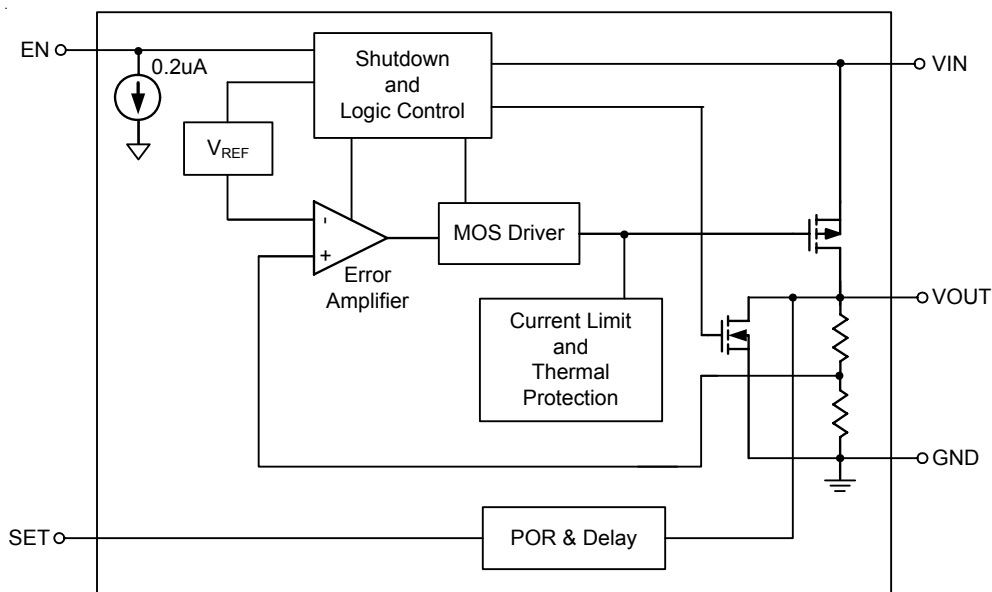 EN
0.2uA
Shutdown
and
Logic Control
VIN
VREF
-
+
Error
Amplifier
MOS Driver
Current Limit
and
Thermal
Protection
VOUT
GND
SET
POR & Delay